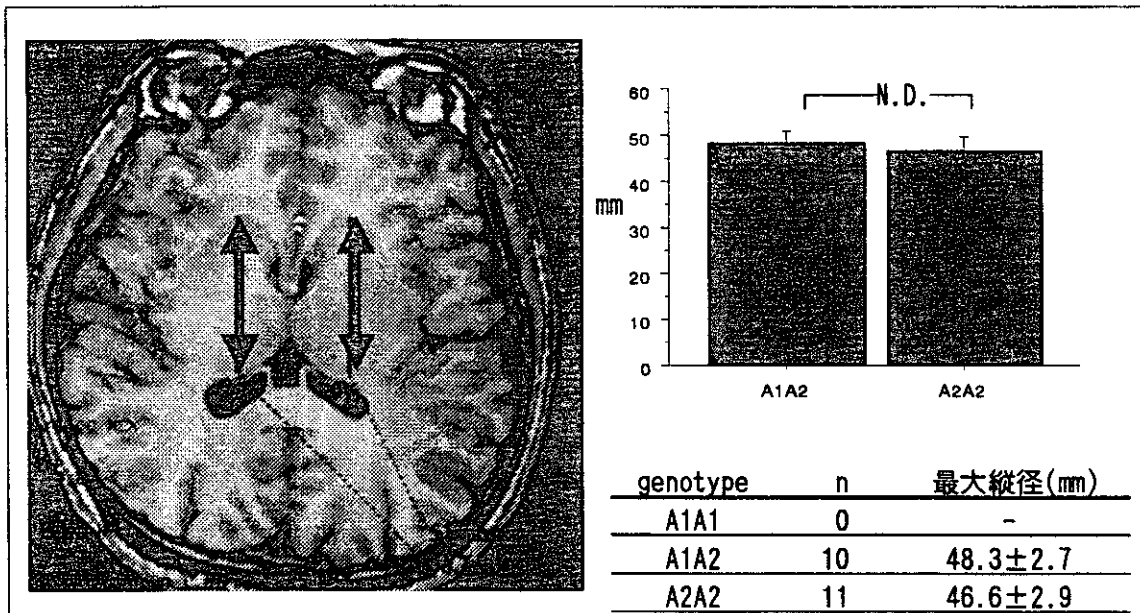 N.D.
60
50
40
mm
30
20
10
0
A1A2
A2A2
genotype n 最大縦径(mm)
A1A1 0 -
A1A2 10 48.3±2.7
A2A2 11 46.6±2.9